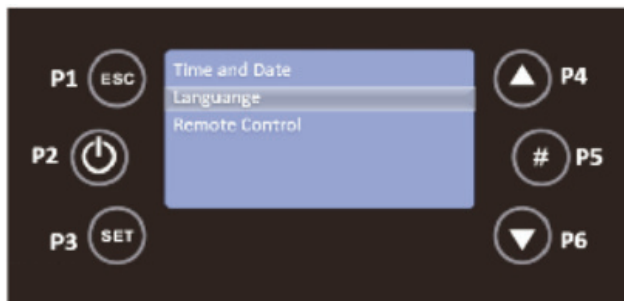 P1 ESC
Time and Date
P4
Languange
Remote Control
P2
# P5
P3 SET
P6